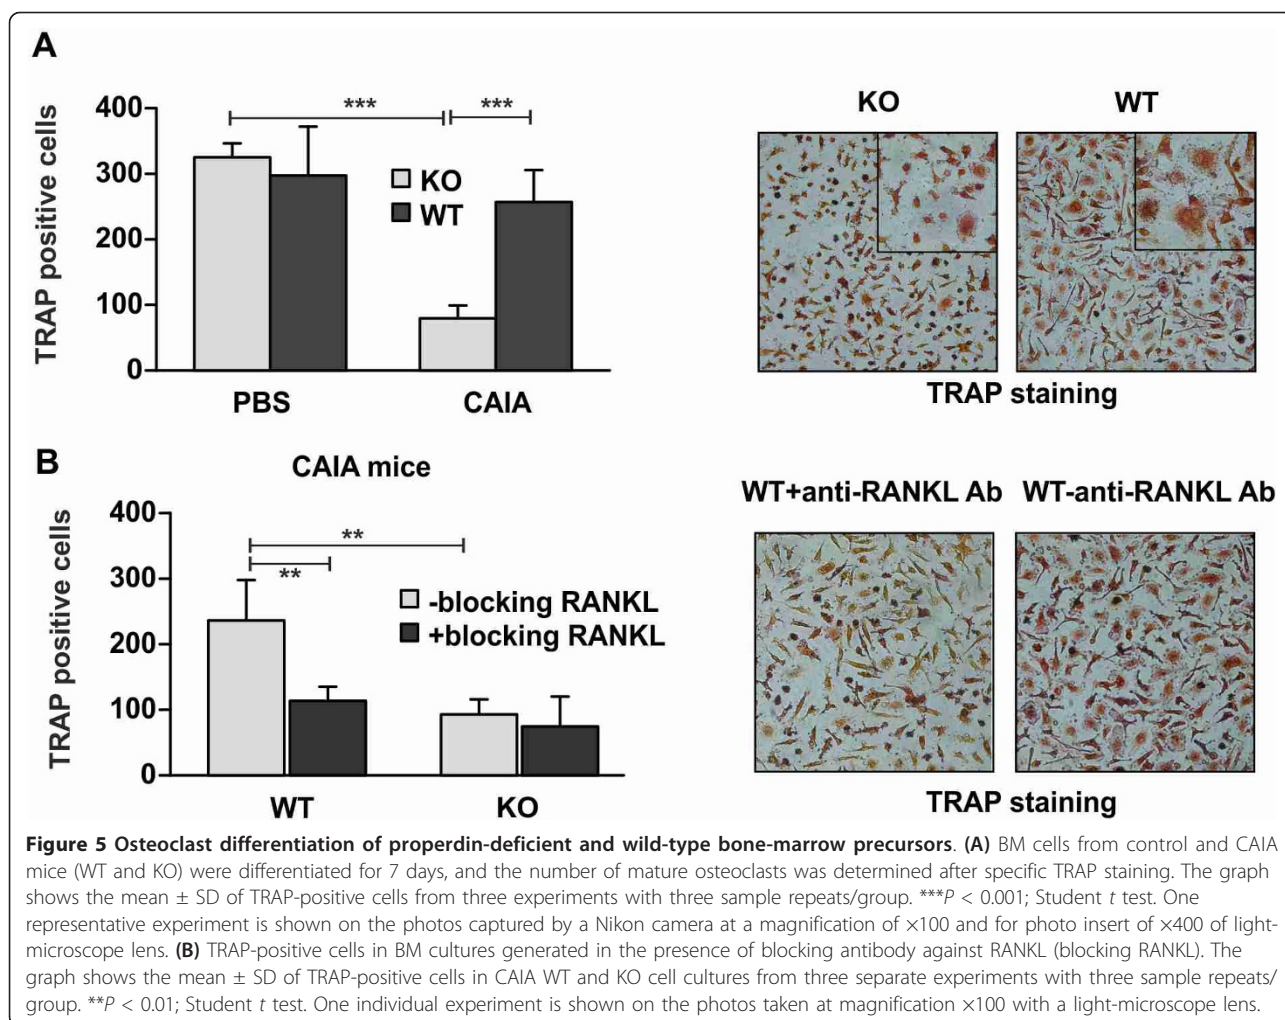 A
TRAP positive cells
400
300
200
100
0
***
***
KO
WT
PBS
CAIA
KO
WT
TRAP staining
B
CAIA mice
TRAP positive cells
400
300
200
100
0
**
**
-blocking RANKL
+blocking RANKL
WT
KO
WT+anti-RANKL Ab
WT-anti-RANKL Ab
TRAP staining
Figure 5 Osteoclast differentiation of properdin-deficient and wild-type bone-marrow precursors. (A) BM cells from control and CAIA
mice (WT and KO) were differentiated for 7 days, and the number of mature osteoclasts was determined after specific TRAP staining. The graph
shows the mean ± SD of TRAP-positive cells from three experiments with three sample repeats/group. ***P < 0.001; Student t test. One
representative experiment is shown on the photos captured by a Nikon camera at a magnification of ×100 and for photo insert of ×400 of light-
microscope lens. (B) TRAP-positive cells in BM cultures generated in the presence of blocking antibody against RANKL (blocking RANKL). The
graph shows the mean ± SD of TRAP-positive cells in CAIA WT and KO cell cultures from three separate experiments with three sample repeats/
group. **P < 0.01; Student t test. One individual experiment is shown on the photos taken at magnification ×100 with a light-microscope lens.